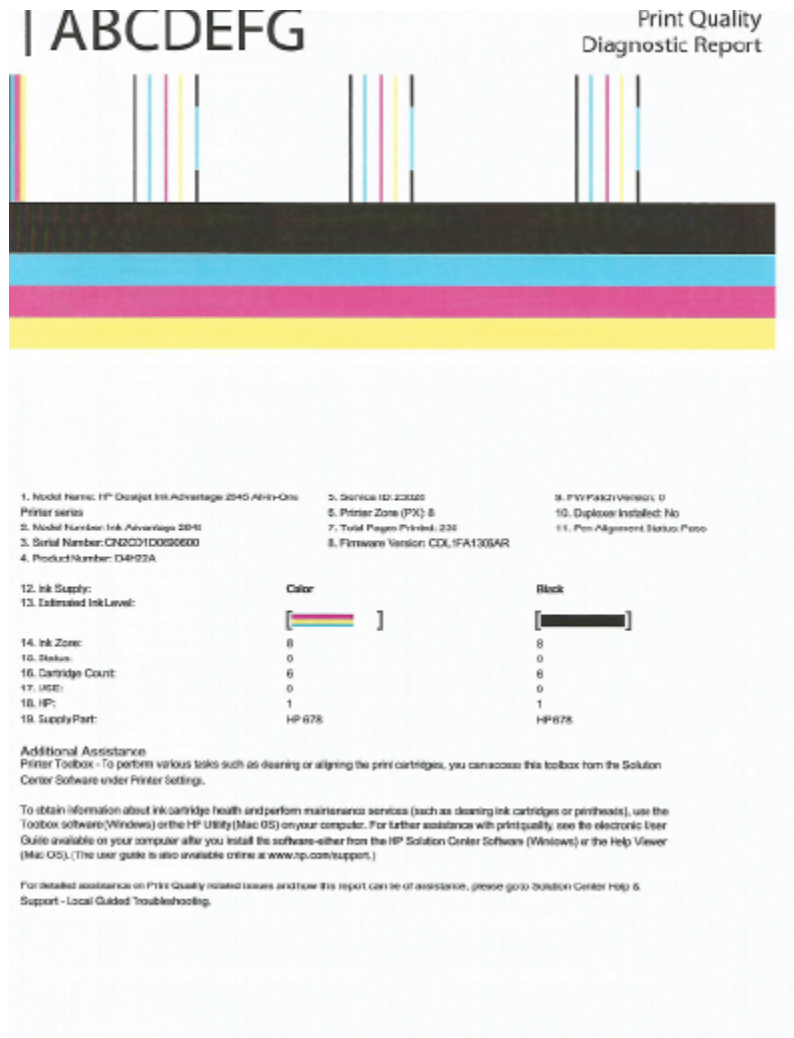 | ABCDEFG
Print Quality
Diagnostic Report
1. Model Name: HP Deskjet Ink Advantage 2645 All-in-One
Printer series
2. Model Number: Ink Advantage
3. Serial Number:
4. Product Number: D4H22A
5. Service ID:
6. Printer Zone (PX): 8
7. Total Pages Printed:
8. Firmware Version: CDL1FA1306AR
9. FW Patch Version: 0
10. Duplexer Installed: No
11. Pen Alignment Status: Pass
12. Ink Supply: Color Black
13. Estimated Ink Level:
14. Ink Zone: 8 8
15. Status: 0 0
16. Cartridge Count: 6 6
17. USE: 0 0
18. HP: 1 1
19. Supply Part: HP 678 HP 678
Additional Assistance
Printer Toolbox - To perform various tasks such as cleaning or aligning the print cartridges, you can access this toolbox from the Solution
Center Software under Printer Settings.
To obtain information about ink cartridge health and perform maintenance services (such as cleaning ink cartridges or printheads), use the
Toolbox software (Windows) or the HP Utility (Mac OS) on your computer. For further assistance with print quality, see the electronic User
Guide available on your computer after you install the software-either from the HP Solution Center Software (Windows) or the Help Viewer
(Mac OS). (The user guide is also available online at www.hp.com/support.)
For detailed assistance on Print Quality related issues and how this report can be of assistance, please go to Solution Center Help &
Support - Local Guided Troubleshooting.